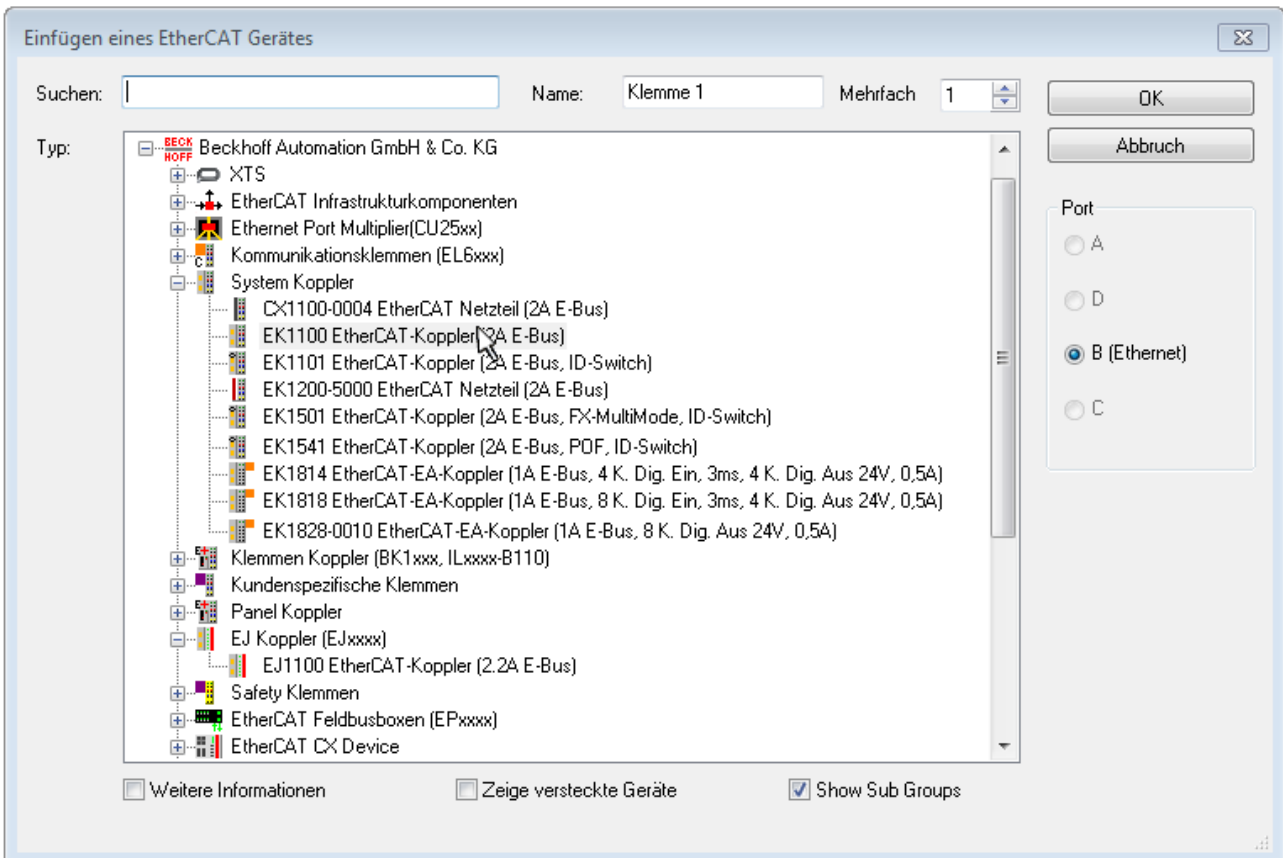 Einfügen eines EtherCAT Gerätes
Suchen: Name: Klemme 1 Mehrfach 1 OK
Typ: BECKHOFF Beckhoff Automation GmbH & Co. KG Abbruch
XTS
EtherCAT Infrastrukturkomponenten
Port
Ethernet Port Multiplier(CU25xx)
A
Kommunikationsklemmen (EL6xxx)
System Koppler
CX1100-0004 EtherCAT Netzteil (2A E-Bus)
D
EK1100 EtherCAT-Koppler (2A E-Bus)
EK1101 EtherCAT-Koppler (2A E-Bus, ID-Switch)
B (Ethernet)
EK1200-5000 EtherCAT Netzteil (2A E-Bus)
EK1501 EtherCAT-Koppler (2A E-Bus, FX-MultiMode, ID-Switch)
C
EK1541 EtherCAT-Koppler (2A E-Bus, POF, ID-Switch)
EK1814 EtherCAT-EA-Koppler (1A E-Bus, 4 K. Dig. Ein, 3ms, 4 K. Dig. Aus 24V, 0,5A)
EK1818 EtherCAT-EA-Koppler (1A E-Bus, 8 K. Dig. Ein, 3ms, 4 K. Dig. Aus 24V, 0,5A)
EK1828-0010 EtherCAT-EA-Koppler (1A E-Bus, 8 K. Dig. Aus 24V, 0,5A)
Klemmen Koppler (BK1xxx, ILxxxx-B110)
Kundenspezifische Klemmen
Panel Koppler
EJ Koppler (EJxxxx)
EJ1100 EtherCAT-Koppler (2.2A E-Bus)
Safety Klemmen
EtherCAT Feldbusboxen (EPxxxx)
EtherCAT CX Device
Weitere Informationen Zeige versteckte Geräte Show Sub Groups